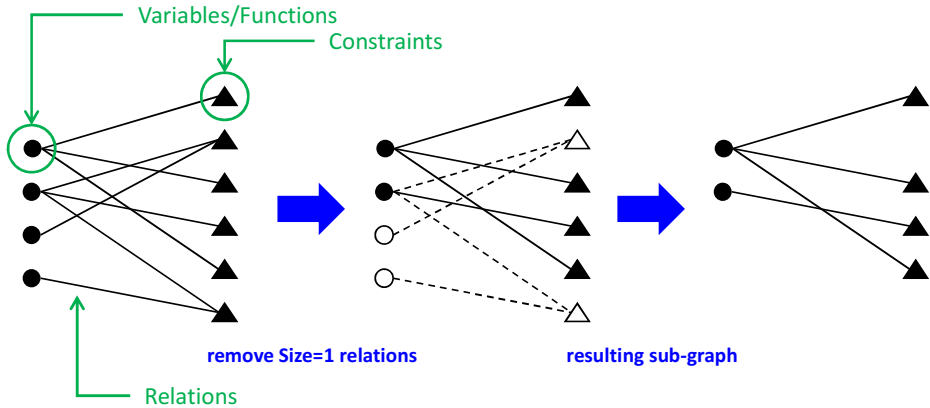 Variables/Functions
Constraints
remove Size=1 relations
resulting sub-graph
Relations